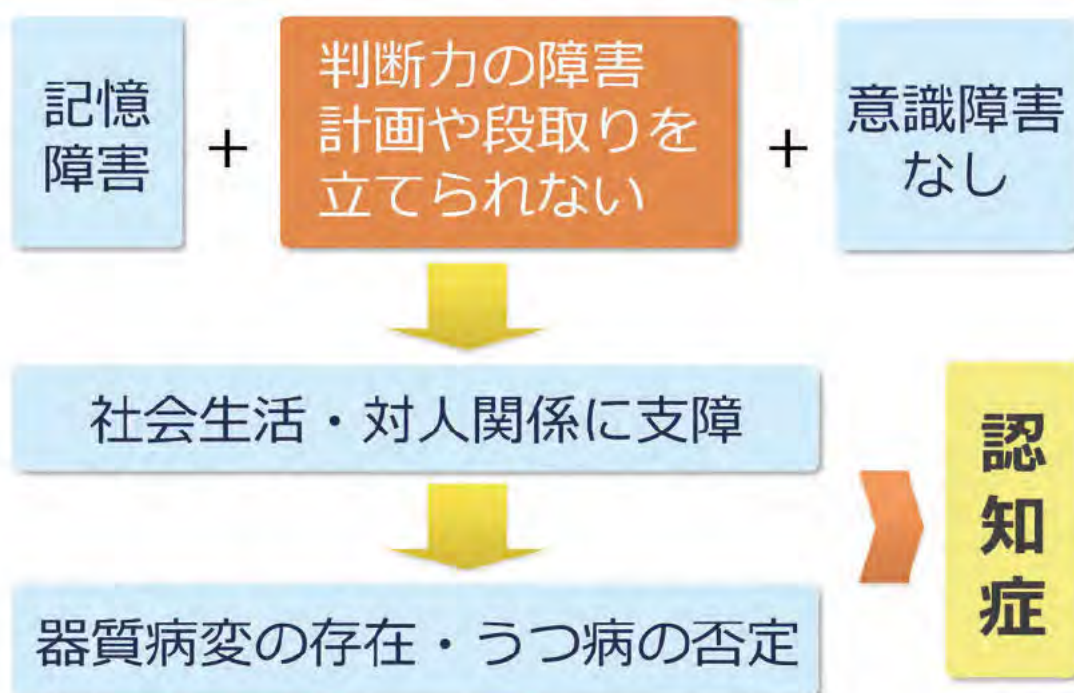 記憶
障害
+
判断力の障害
計画や段取りを
立てられない
+
意識障害
なし
社会生活・対人関係に支障
器質病変の存在・うつ病の否定
認知症